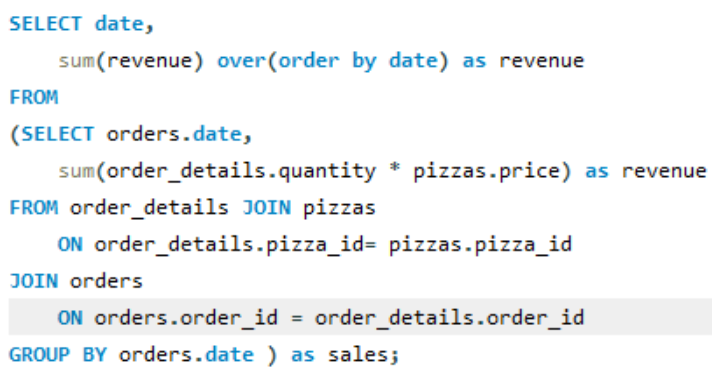 SELECT date,
sum(revenue) over(order by date) as revenue
FROM
(SELECT orders.date,
sum(order_details.quantity * pizzas.price) as revenue
FROM order_details JOIN pizzas
ON order_details.pizza_id= pizzas.pizza_id
JOIN orders
ON orders.order_id = order_details.order_id
GROUP BY orders.date ) as sales;